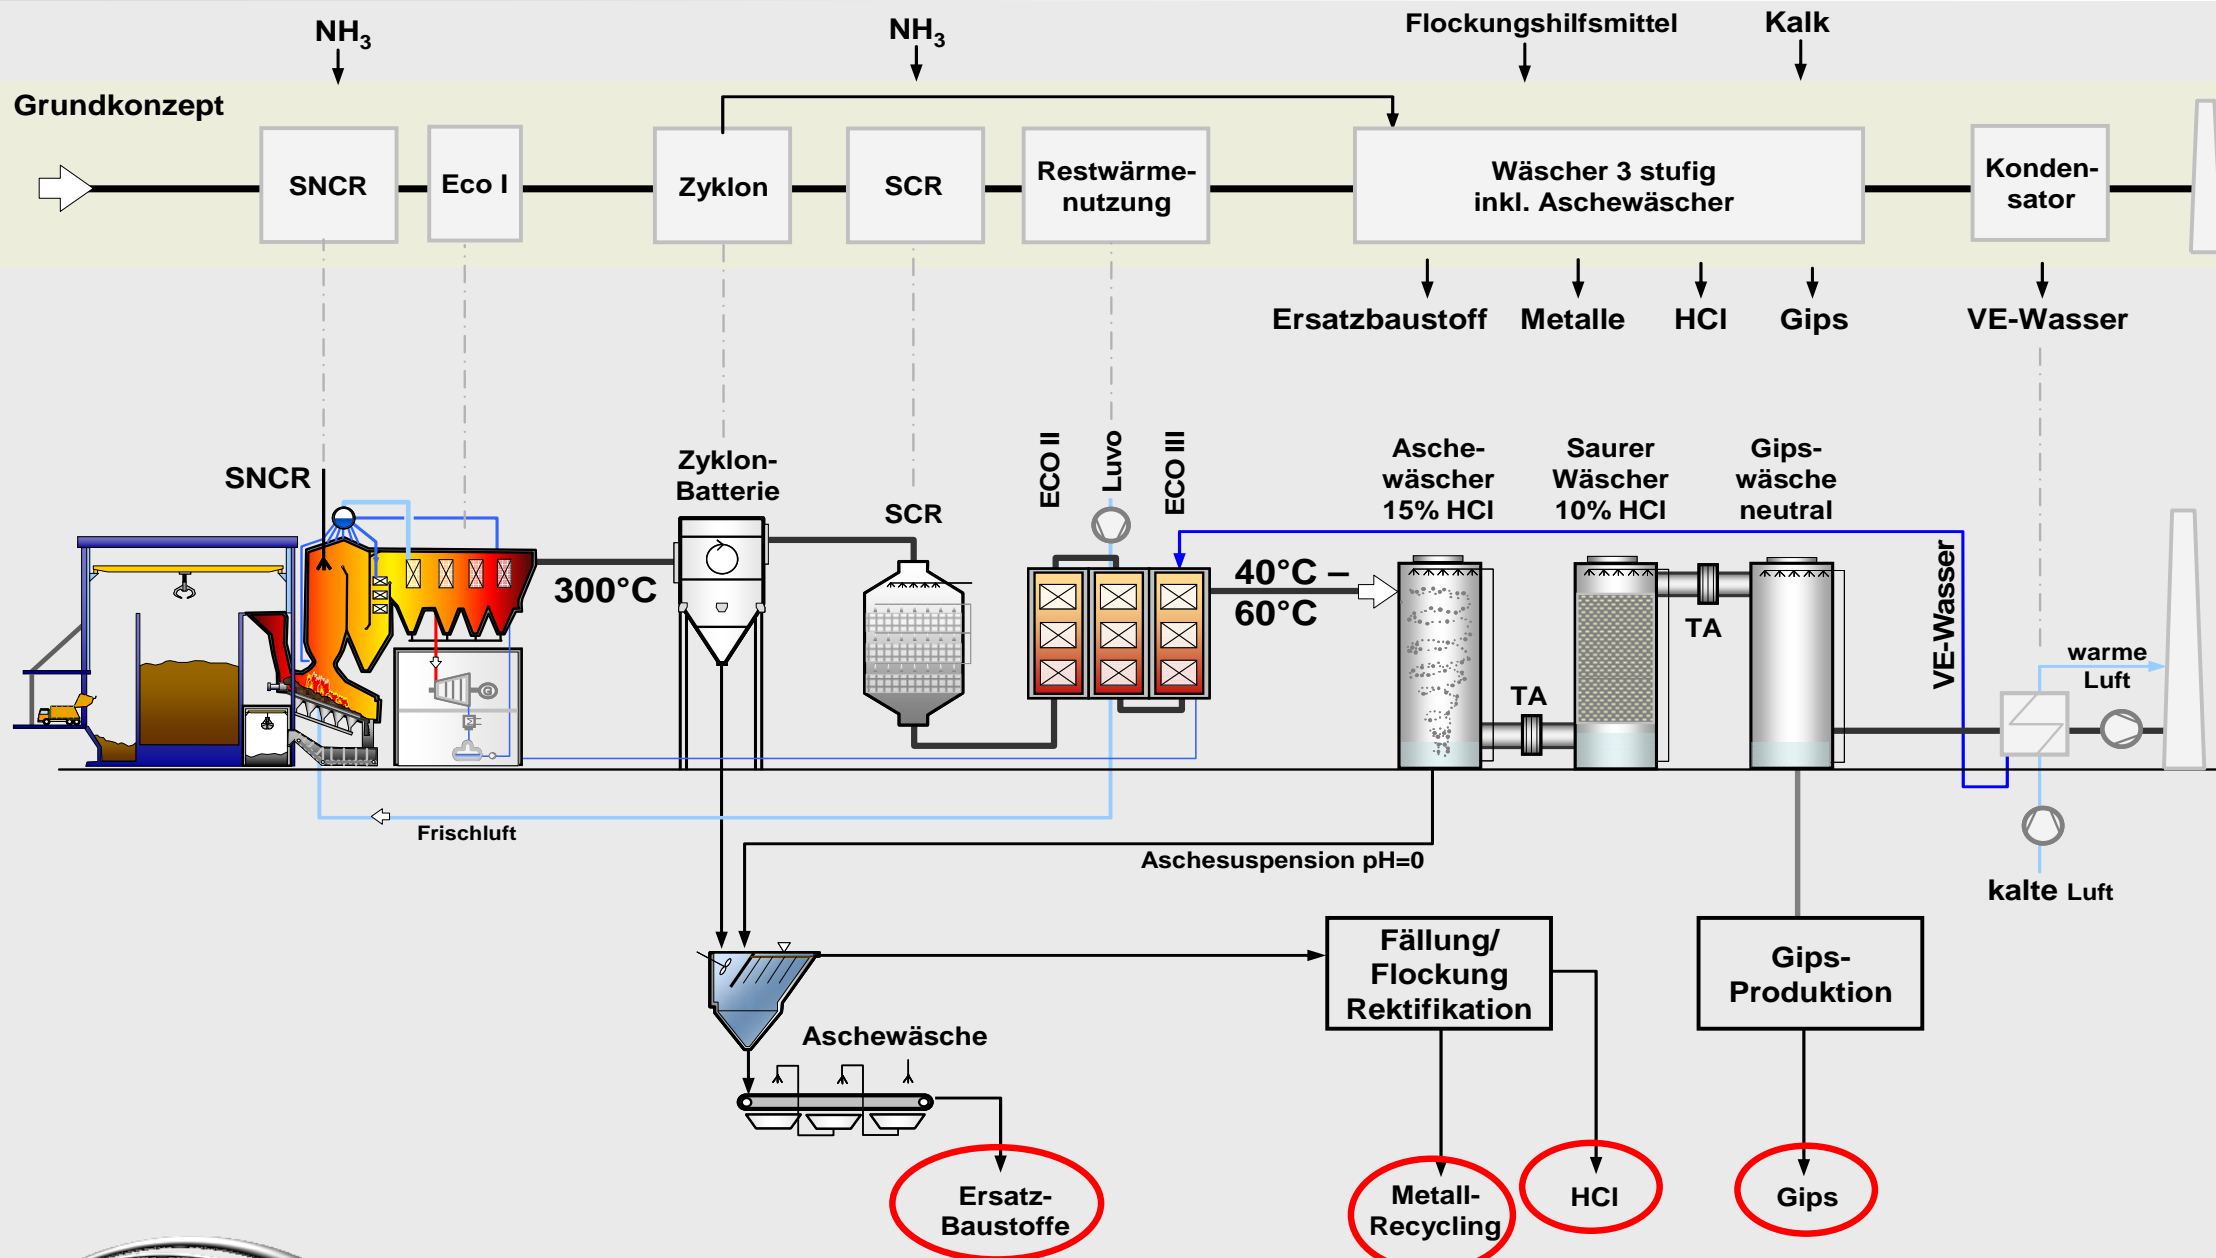 NH₃
NH₃
Flockungshilfsmittel
Kalk
Grundkonzept
SNCR
Eco I
Zyklon
SCR
Restwärme-
nutzung
Wäscher 3 stufig
inkl. Aschewäscher
Konden-
sator
Ersatzbaustoff
Metalle
HCl
Gips
VE-Wasser
SNCR
300°C
Zyklon-
Batterie
SCR
ECO II
Luvo
ECO III
40°C –
60°C
Asche-
wäscher
15% HCl
Saurer
Wäscher
10% HCl
Gips-
wäsche
neutral
TA
TA
VE-Wasser
warme
Luft
kalte Luft
Frischluft
Aschesuspension pH=0
Aschewäsche
Fällung/
Flockung
Rektifikation
Gips-
Produktion
Ersatz-
Baustoffe
Metall-
Recycling
HCl
Gips